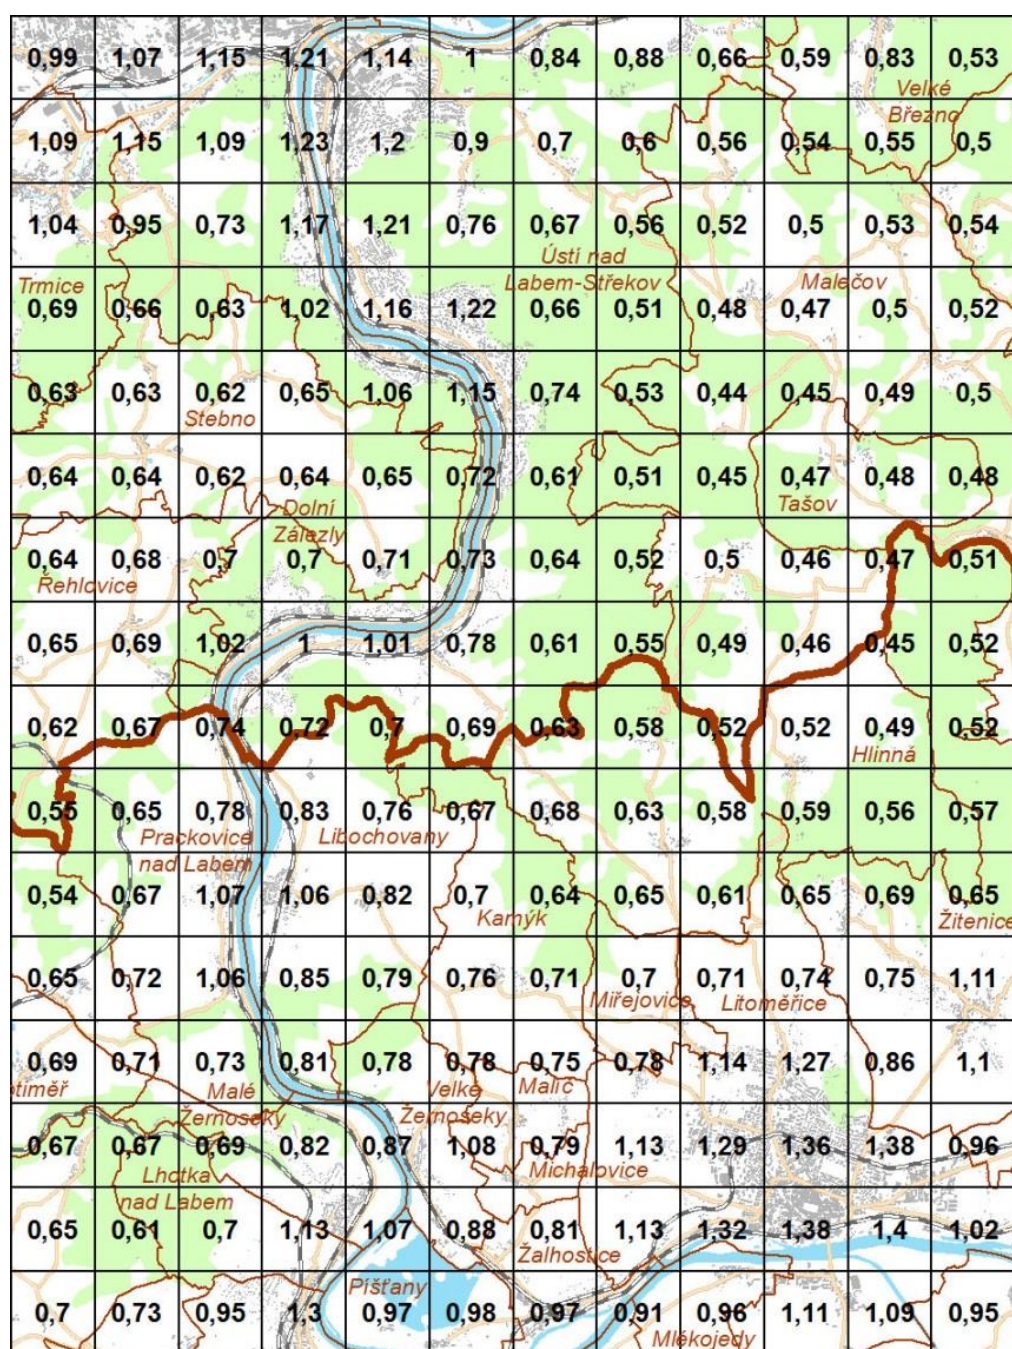 0,99 1,07 1,15 1,21 1,14 1 0,84 0,88 0,66 0,59 0,83 0,53
Velké
Březno
1,09 1,15 1,09 1,23 1,2 0,9 0,7 0,6 0,56 0,54 0,55 0,5
1,04 0,95 0,73 1,17 1,21 0,76 0,67 0,56 0,52 0,5 0,53 0,54
Ústí nad
Labem-Střekov
Trmice
Malečov
0,69 0,66 0,63 1,02 1,16 1,22 0,66 0,51 0,48 0,47 0,5 0,52
0,63 0,63 0,62 0,65 1,06 1,15 0,74 0,53 0,44 0,45 0,49 0,5
Stebno
0,64 0,64 0,62 0,64 0,65 0,72 0,61 0,51 0,45 0,47 0,48 0,48
Dolní
Zálezly
Tašov
0,64 0,68 0,7 0,7 0,71 0,73 0,64 0,52 0,5 0,46 0,47 0,51
Řehlovice
0,65 0,69 1,02 1 1,01 0,78 0,61 0,55 0,49 0,46 0,45 0,52
0,62 0,67 0,74 0,72 0,7 0,69 0,63 0,58 0,52 0,52 0,49 0,52
Hlinná
0,55 0,65 0,78 0,83 0,76 0,67 0,68 0,63 0,58 0,59 0,56 0,57
Prackovice
nad Labem
Libochovany
0,54 0,67 1,07 1,06 0,82 0,7 0,64 0,65 0,61 0,65 0,69 0,65
Kamýk
Žitenice
0,65 0,72 1,06 0,85 0,79 0,76 0,71 0,7 0,71 0,74 0,75 1,11
Miřejovice
Litoměřice
0,69 0,71 0,73 0,81 0,78 0,78 0,75 0,78 1,14 1,27 0,86 1,1
otiměř
Malé
Žernoseky
Velké
Žernoseky
Malíč
0,67 0,67 0,69 0,82 0,87 1,08 0,79 1,13 1,29 1,36 1,38 0,96
Lhotka
nad Labem
Michalovice
0,65 0,61 0,7 1,13 1,07 0,88 0,81 1,13 1,32 1,38 1,4 1,02
Žalhostice
Píšťany
0,7 0,73 0,95 1,3 0,97 0,98 0,97 0,91 0,96 1,11 1,09 0,95
Mlékojedy